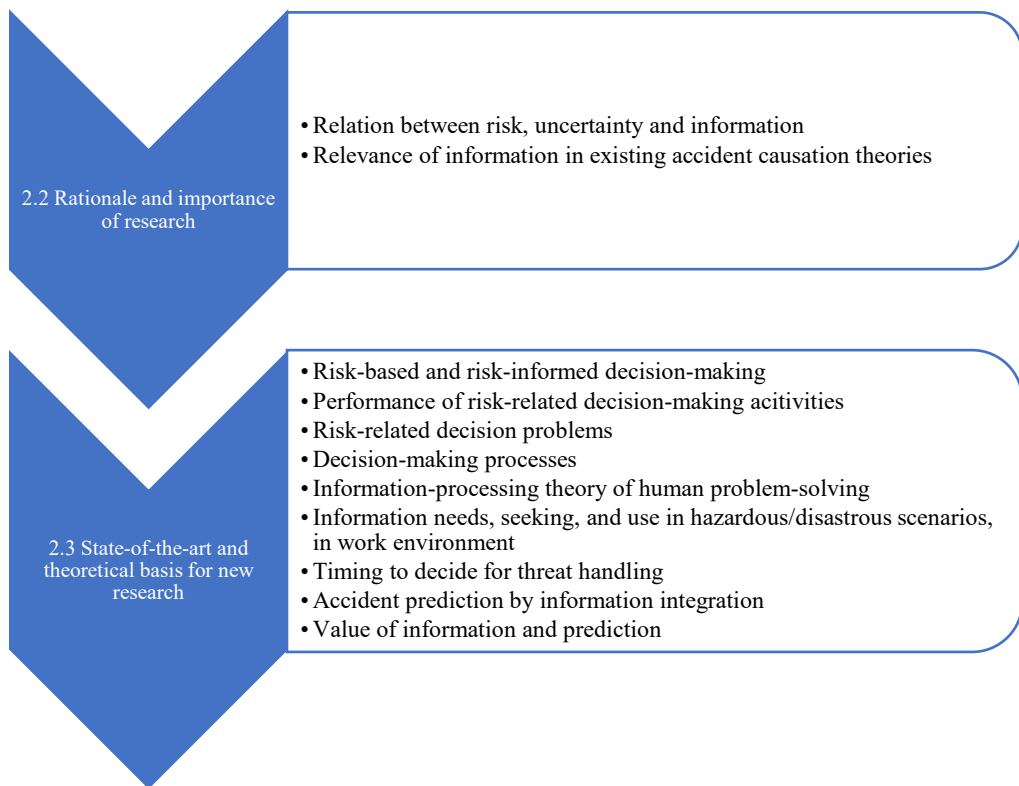 2.2 Rationale and importance
of research
• Relation between risk, uncertainty and information
• Relevance of information in existing accident causation theories
2.3 State-of-the-art and
theoretical basis for new
research
• Risk-based and risk-informed decision-making
• Performance of risk-related decision-making acitivities
• Risk-related decision problems
• Decision-making processes
• Information-processing theory of human problem-solving
• Information needs, seeking, and use in hazardous/disastrous scenarios,
in work environment
• Timing to decide for threat handling
• Accident prediction by information integration
• Value of information and prediction